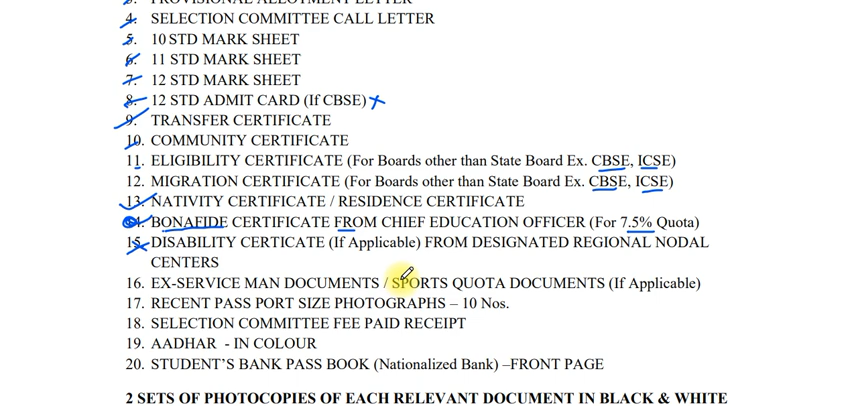 PROVISIONAL ALLOTMENT LETTER
4. SELECTION COMMITTEE CALL LETTER
5. 10 STD MARK SHEET
6. 11 STD MARK SHEET
7. 12 STD MARK SHEET
8. 12 STD ADMIT CARD (If CBSE)
9. TRANSFER CERTIFICATE
10. COMMUNITY CERTIFICATE
11. ELIGIBILITY CERTIFICATE (For Boards other than State Board Ex. CBSE, ICSE)
12. MIGRATION CERTIFICATE (For Boards other than State Board Ex. CBSE, ICSE)
13. NATIVITY CERTIFICATE / RESIDENCE CERTIFICATE
14. BONAFIDE CERTIFICATE FROM CHIEF EDUCATION OFFICER (For 7.5% Quota)
15. DISABILITY CERTICATE (If Applicable) FROM DESIGNATED REGIONAL NODAL
CENTERS
16. EX-SERVICE MAN DOCUMENTS / SPORTS QUOTA DOCUMENTS (If Applicable)
17. RECENT PASS PORT SIZE PHOTOGRAPHS – 10 Nos.
18. SELECTION COMMITTEE FEE PAID RECEIPT
19. AADHAR - IN COLOUR
20. STUDENT'S BANK PASS BOOK (Nationalized Bank) –FRONT PAGE
2 SETS OF PHOTOCOPIES OF EACH RELEVANT DOCUMENT IN BLACK & WHITE